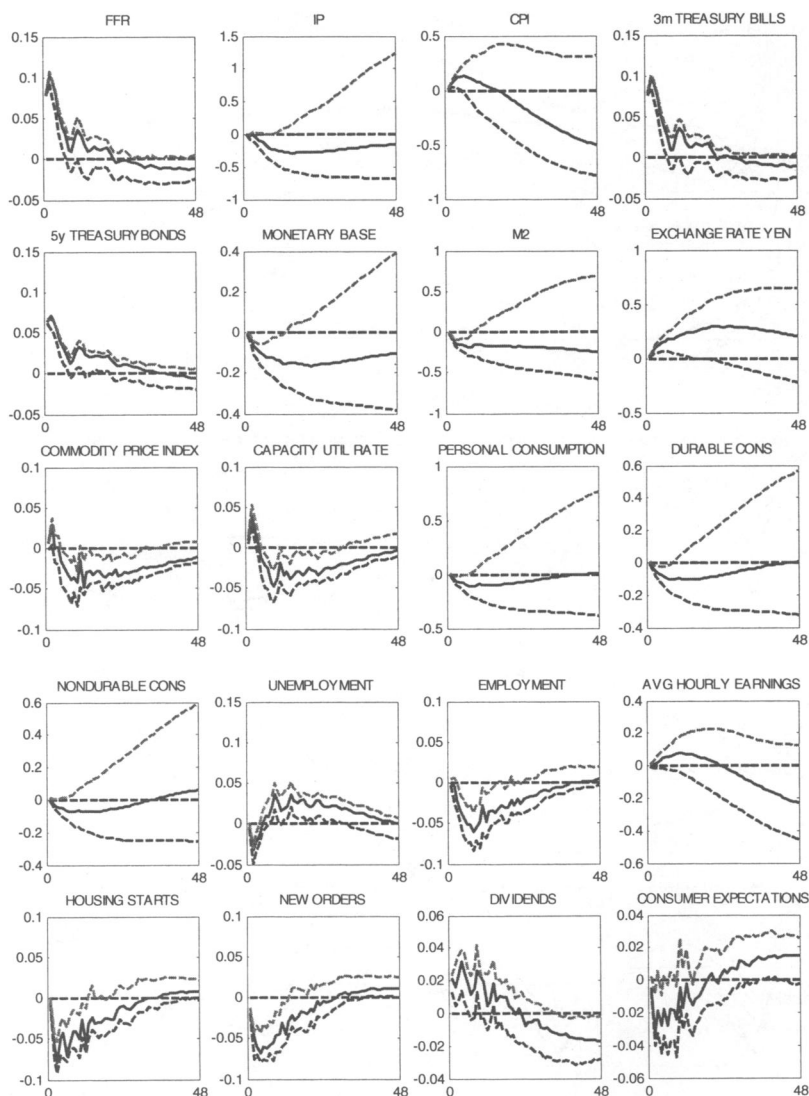 FFR IP CPI 3m TREASURY BILLS
0.15 1.5 0.5 0.15
0.1 1 0.1
0.05 0.5 0 0.05
0 0 -0.5 0
-0.05 -0.5 -1 -0.05
-1
0 48 0 48 0 48 0 48
5y TREASURY BONDS MONETARY BASE M2 EXCHANGE RATE YEN
0.15 0.4 1 1
0.1 0.2 0.5 0.5
0.05 0 0 0
0 -0.2 -0.5 -0.5
-0.05 -0.4 -1
0 48 0 48 0 48 0 48
COMMODITY PRICE INDEX CAPACITY UTIL RATE PERSONAL CONSUMPTION DURABLE CONS
0.1 0.1 1 0.6
0.05 0.05 0.5 0.4
0 0 0 0.2
-0.05 -0.05 -0.5 0
-0.1 -0.1 -0.2
-0.4
0 48 0 48 0 48 0 48
NONDURABLE CONS UNEMPLOYMENT EMPLOYMENT AVG HOURLY EARNINGS
0.6 0.15 0.1 0.4
0.4 0.1 0.05 0.2
0.2 0.05 0 0
0 0 -0.05 -0.2
-0.2 -0.05 -0.1 -0.4
-0.4 -0.6
0 48 0 48 0 48 0 48
HOUSING STARTS NEW ORDERS DIVIDENDS CONSUMER EXPECTATIONS
0.1 0.1 0.06 0.04
0.05 0.05 0.04 0.02
0 0 0.02 0
-0.05 -0.05 0 -0.02
-0.1 -0.1 -0.02 -0.04
-0.04 -0.06
0 48 0 48 0 48 0 48